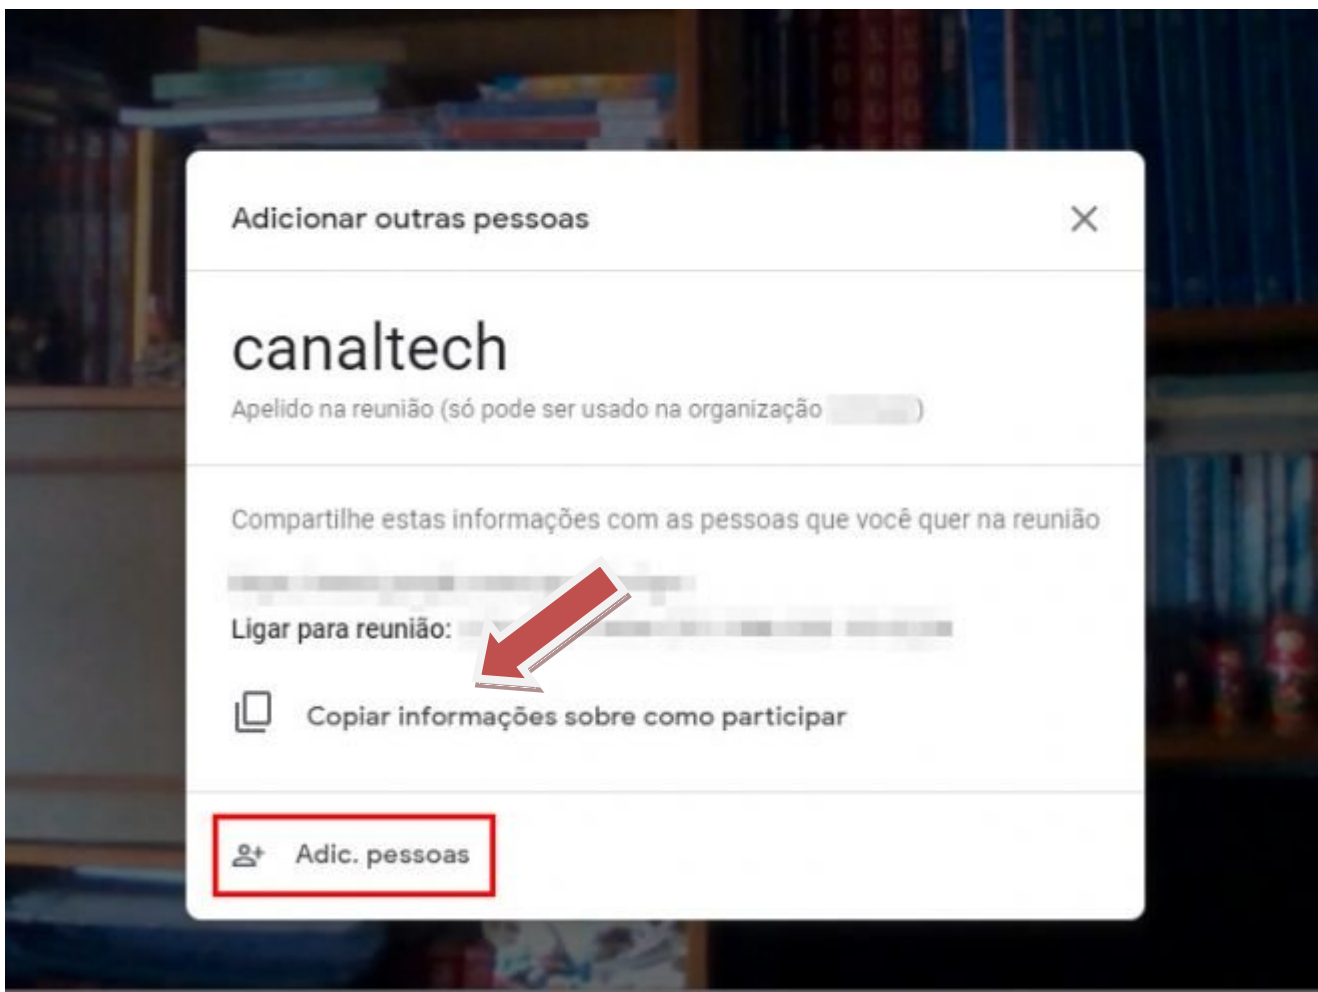 Adicionar outras pessoas
canaltech
Apelido na reunião (só pode ser usado na organização )
Compartilhe estas informações com as pessoas que você quer na reunião
Ligar para reunião:
Copiar informações sobre como participar
Adic. pessoas